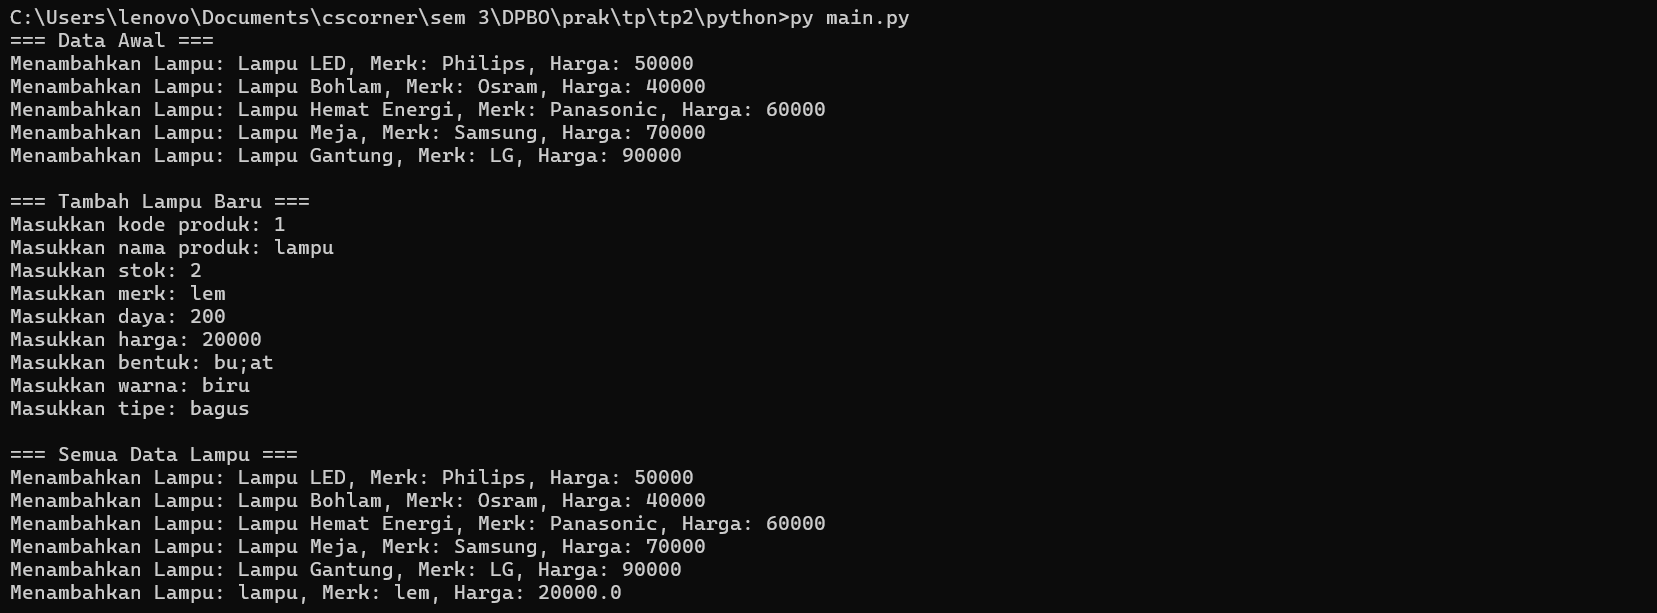 C:\Users\lenovo\Documents\cscorner\sem 3\DPBO\prak\tp\tp2\python>py main.py
=== Data Awal ===
Menambahkan Lampu: Lampu LED, Merk: Philips, Harga: 50000
Menambahkan Lampu: Lampu Bohlam, Merk: Osram, Harga: 40000
Menambahkan Lampu: Lampu Hemat Energi, Merk: Panasonic, Harga: 60000
Menambahkan Lampu: Lampu Meja, Merk: Samsung, Harga: 70000
Menambahkan Lampu: Lampu Gantung, Merk: LG, Harga: 90000

=== Tambah Lampu Baru ===
Masukkan kode produk: 1
Masukkan nama produk: lampu
Masukkan stok: 2
Masukkan merk: lem
Masukkan daya: 200
Masukkan harga: 20000
Masukkan bentuk: bu;at
Masukkan warna: biru
Masukkan tipe: bagus

=== Semua Data Lampu ===
Menambahkan Lampu: Lampu LED, Merk: Philips, Harga: 50000
Menambahkan Lampu: Lampu Bohlam, Merk: Osram, Harga: 40000
Menambahkan Lampu: Lampu Hemat Energi, Merk: Panasonic, Harga: 60000
Menambahkan Lampu: Lampu Meja, Merk: Samsung, Harga: 70000
Menambahkan Lampu: Lampu Gantung, Merk: LG, Harga: 90000
Menambahkan Lampu: lampu, Merk: lem, Harga: 20000.0